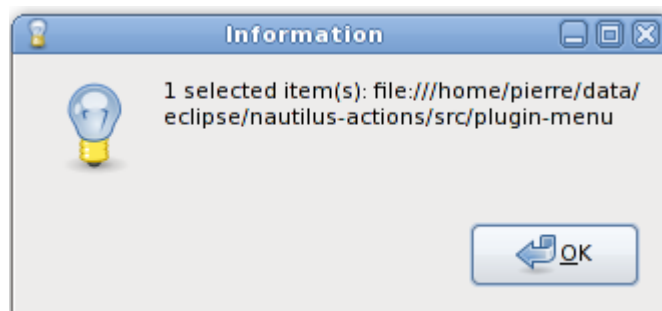 Information
1 selected item(s): file:///home/pierre/data/
eclipse/nautilus-actions/src/plugin-menu
OK